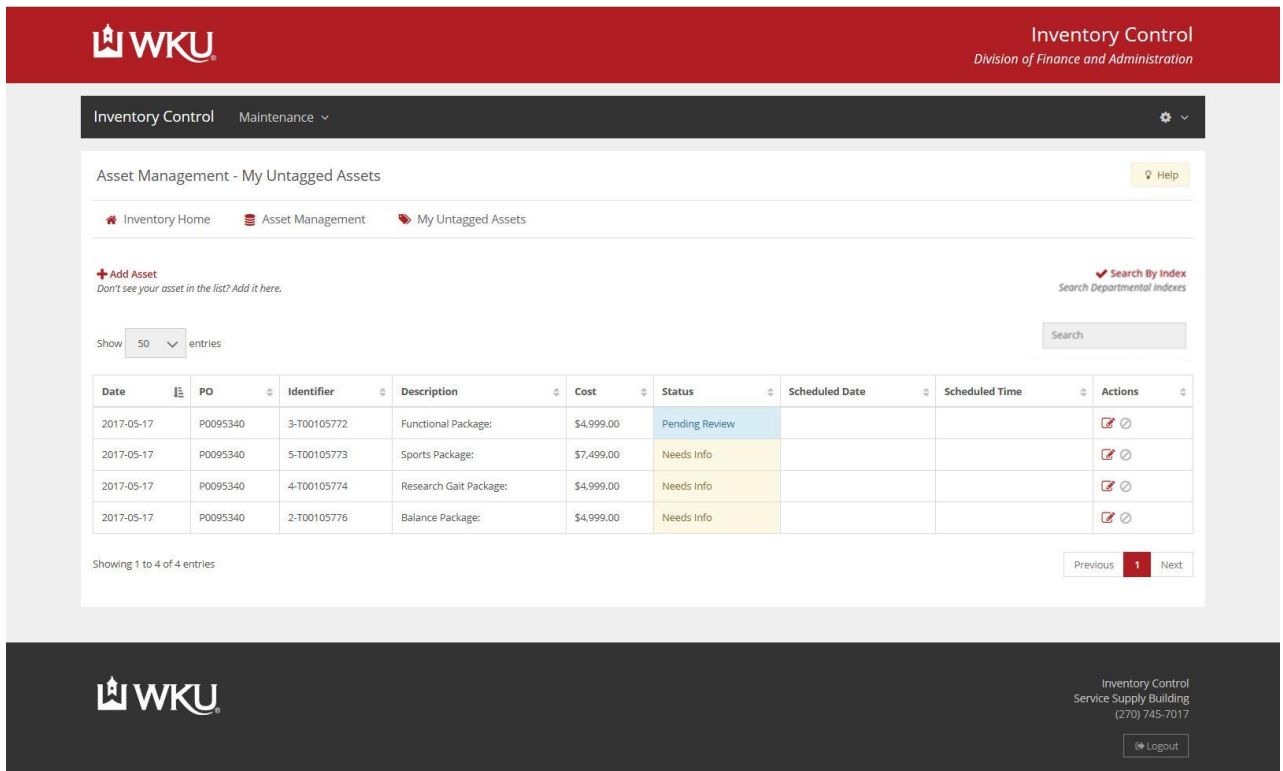 WKU
Inventory Control
Division of Finance and Administration
Inventory Control Maintenance
Asset Management - My Untagged Assets Help
Inventory Home Asset Management My Untagged Assets
Add Asset Search By Index
Don't see your asset in the list? Add it here. Search Departmental Indexes
Show 50 entries Search
Date PO Identifier Description Cost Status Scheduled Date Scheduled Time Actions
2017-05-17 P0095340 3-T00105772 Functional Package: $4,999.00 Pending Review
2017-05-17 P0095340 5-T00105773 Sports Package: $7,499.00 Needs Info
2017-05-17 P0095340 4-T00105774 Research Gait Package: $4,999.00 Needs Info
2017-05-17 P0095340 2-T00105776 Balance Package: $4,999.00 Needs Info
Showing 1 to 4 of 4 entries Previous 1 Next
WKU
Inventory Control
Service Supply Building
(270) 745-7017
Logout